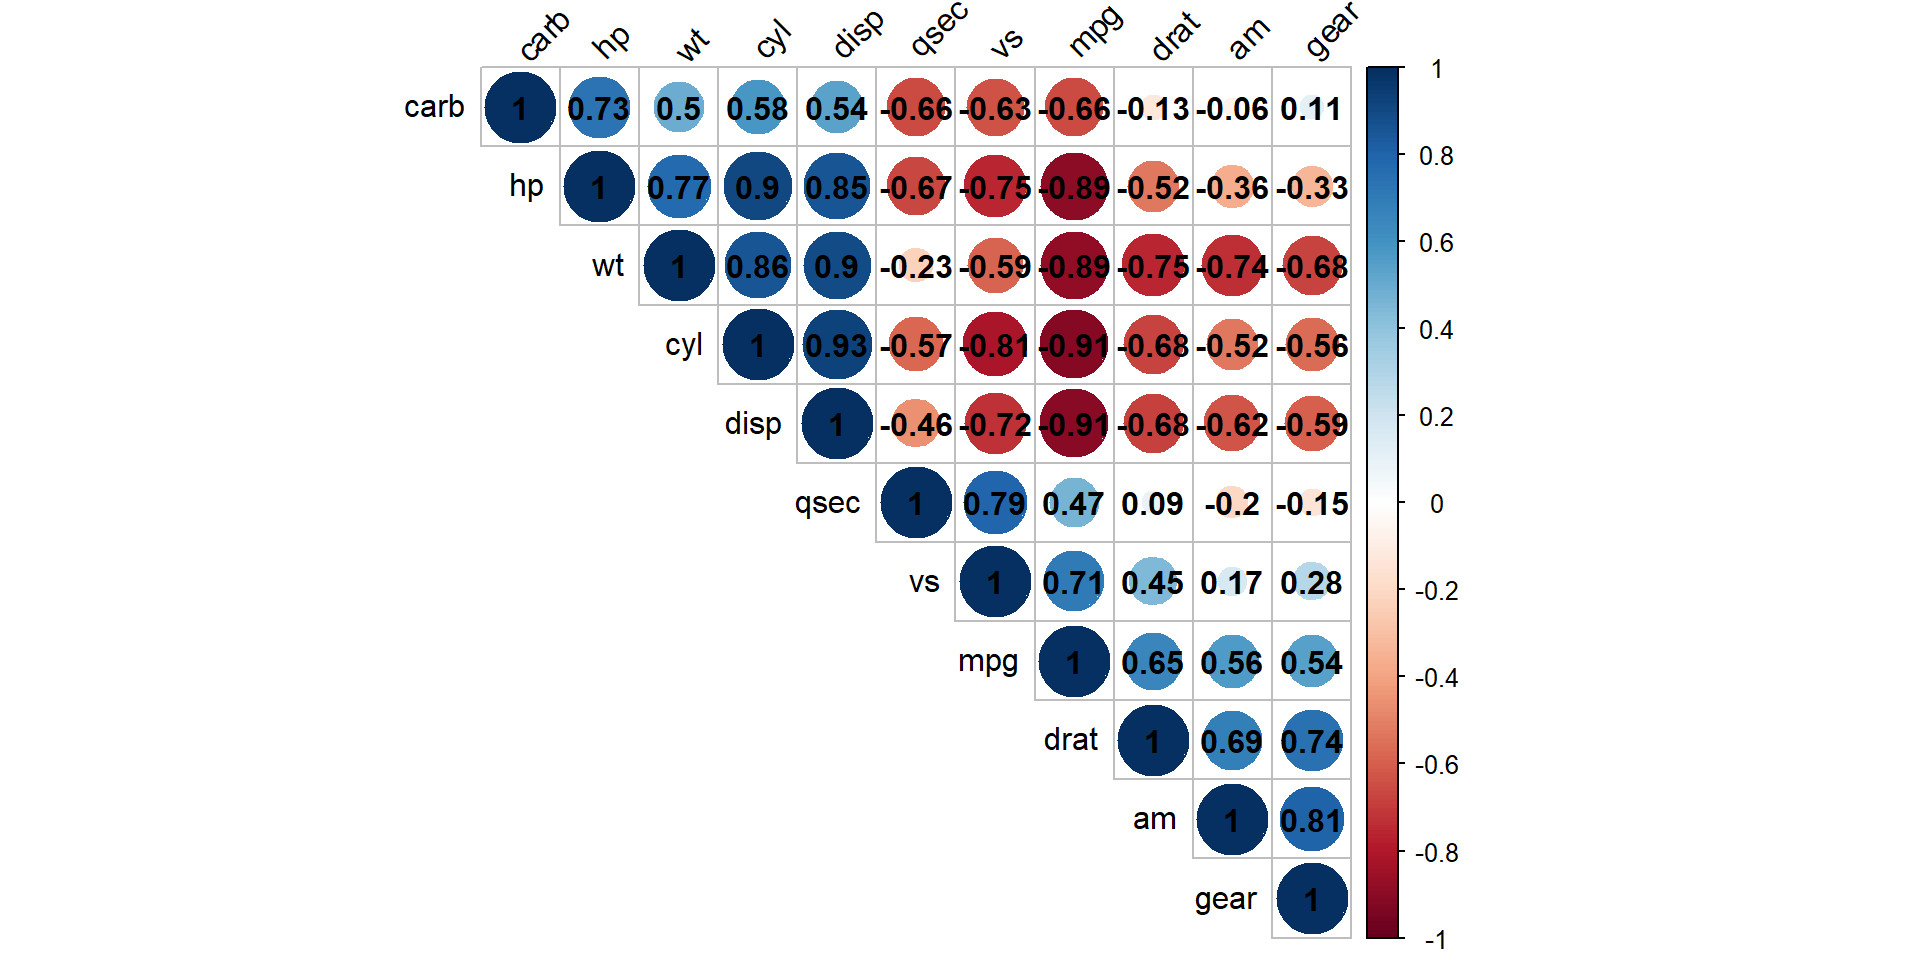 carb hp wt cyl disp qsec vs mpg drat am gear
carb 1 0.73 0.5 0.58 0.54 -0.66 -0.63 -0.66 -0.13 -0.06 0.11
hp 1 0.77 0.9 0.85 -0.67 -0.75 -0.89 -0.52 -0.36 -0.33
wt 1 0.86 0.9 -0.23 -0.59 -0.89 -0.75 -0.74 -0.68
cyl 1 0.93 -0.57 -0.81 -0.91 -0.68 -0.52 -0.56
disp 1 -0.46 -0.72 -0.91 -0.68 -0.62 -0.59
qsec 1 0.79 0.47 0.09 -0.2 -0.15
vs 1 0.71 0.45 0.17 0.28
mpg 1 0.65 0.56 0.54
drat 1 0.69 0.74
am 1 0.81
gear 1
1
0.8
0.6
0.4
0.2
0
-0.2
-0.4
-0.6
-0.8
-1